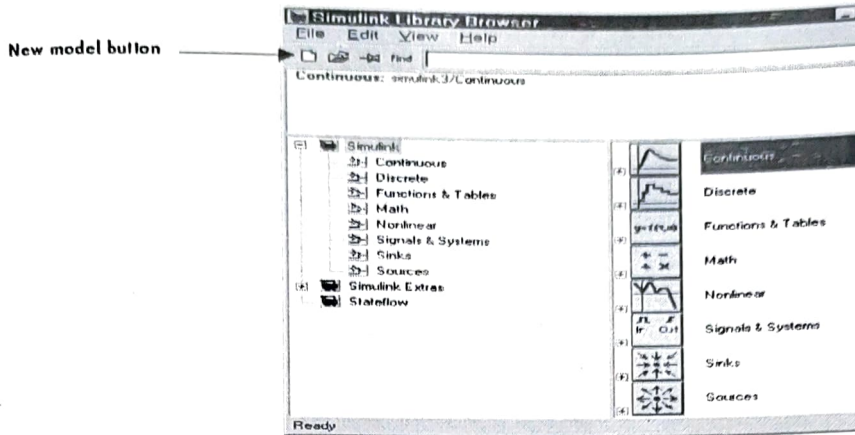 New model button
Simulink Library Browser
File Edit View Help
Find
Continuous: simulink3/Continuous
Simulink
Continuous
Discrete
Functions & Tables
Math
Nonlinear
Signals & Systems
Sinks
Sources
Simulink Extras
Stateflow
Continuous
Discrete
y=f(t,u)
Functions & Tables
Math
Nonlinear
In Out
Signals & Systems
Sinks
Sources
Ready